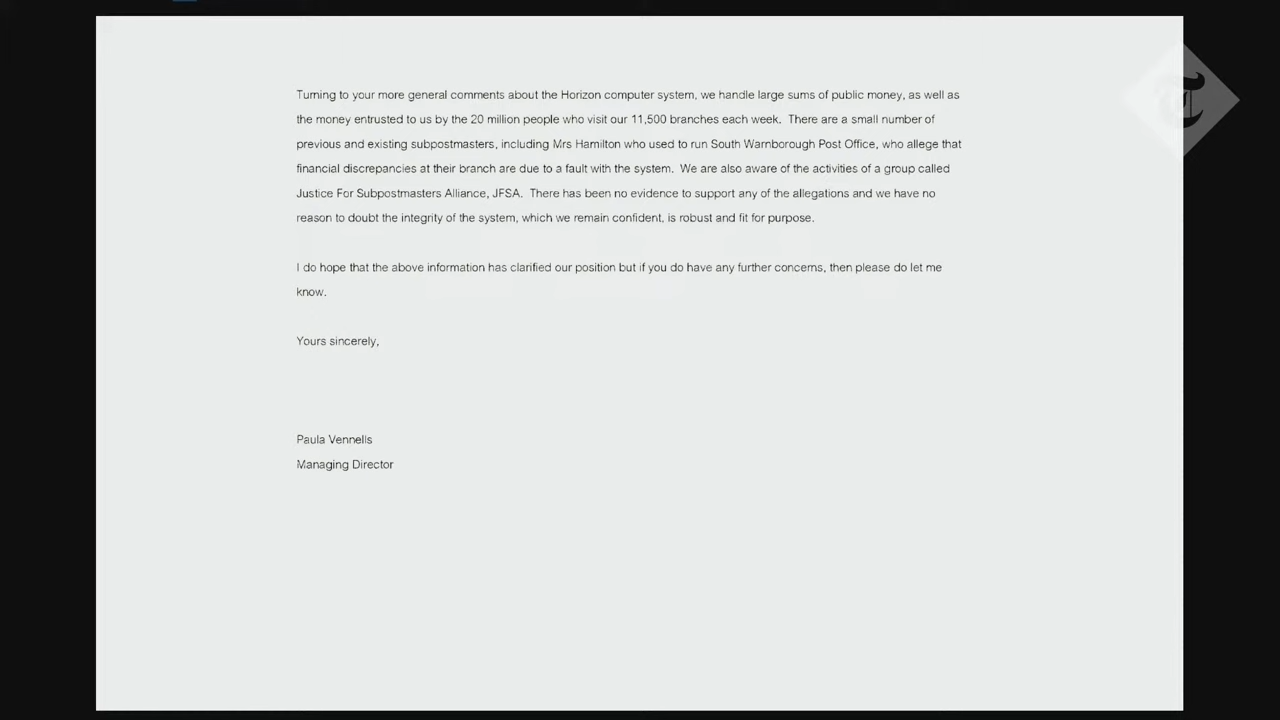 Turning to your more general comments about the Horizon computer system, we handle large sums of public money, as well as
the money entrusted to us by the 20 million people who visit our 11,500 branches each week.  There are a small number of
previous and existing subpostmasters, including Mrs Hamilton who used to run South Warnborough Post Office, who allege that
financial discrepancies at their branch are due to a fault with the system.  We are also aware of the activities of a group called
Justice For Subpostmasters Alliance, JFSA.  There has been no evidence to support any of the allegations and we have no
reason to doubt the integrity of the system, which we remain confident, is robust and fit for purpose.
I do hope that the above information has clarified our position but if you do have any further concerns, then please do let me
know.
Yours sincerely,
Paula Vennells
Managing Director
T